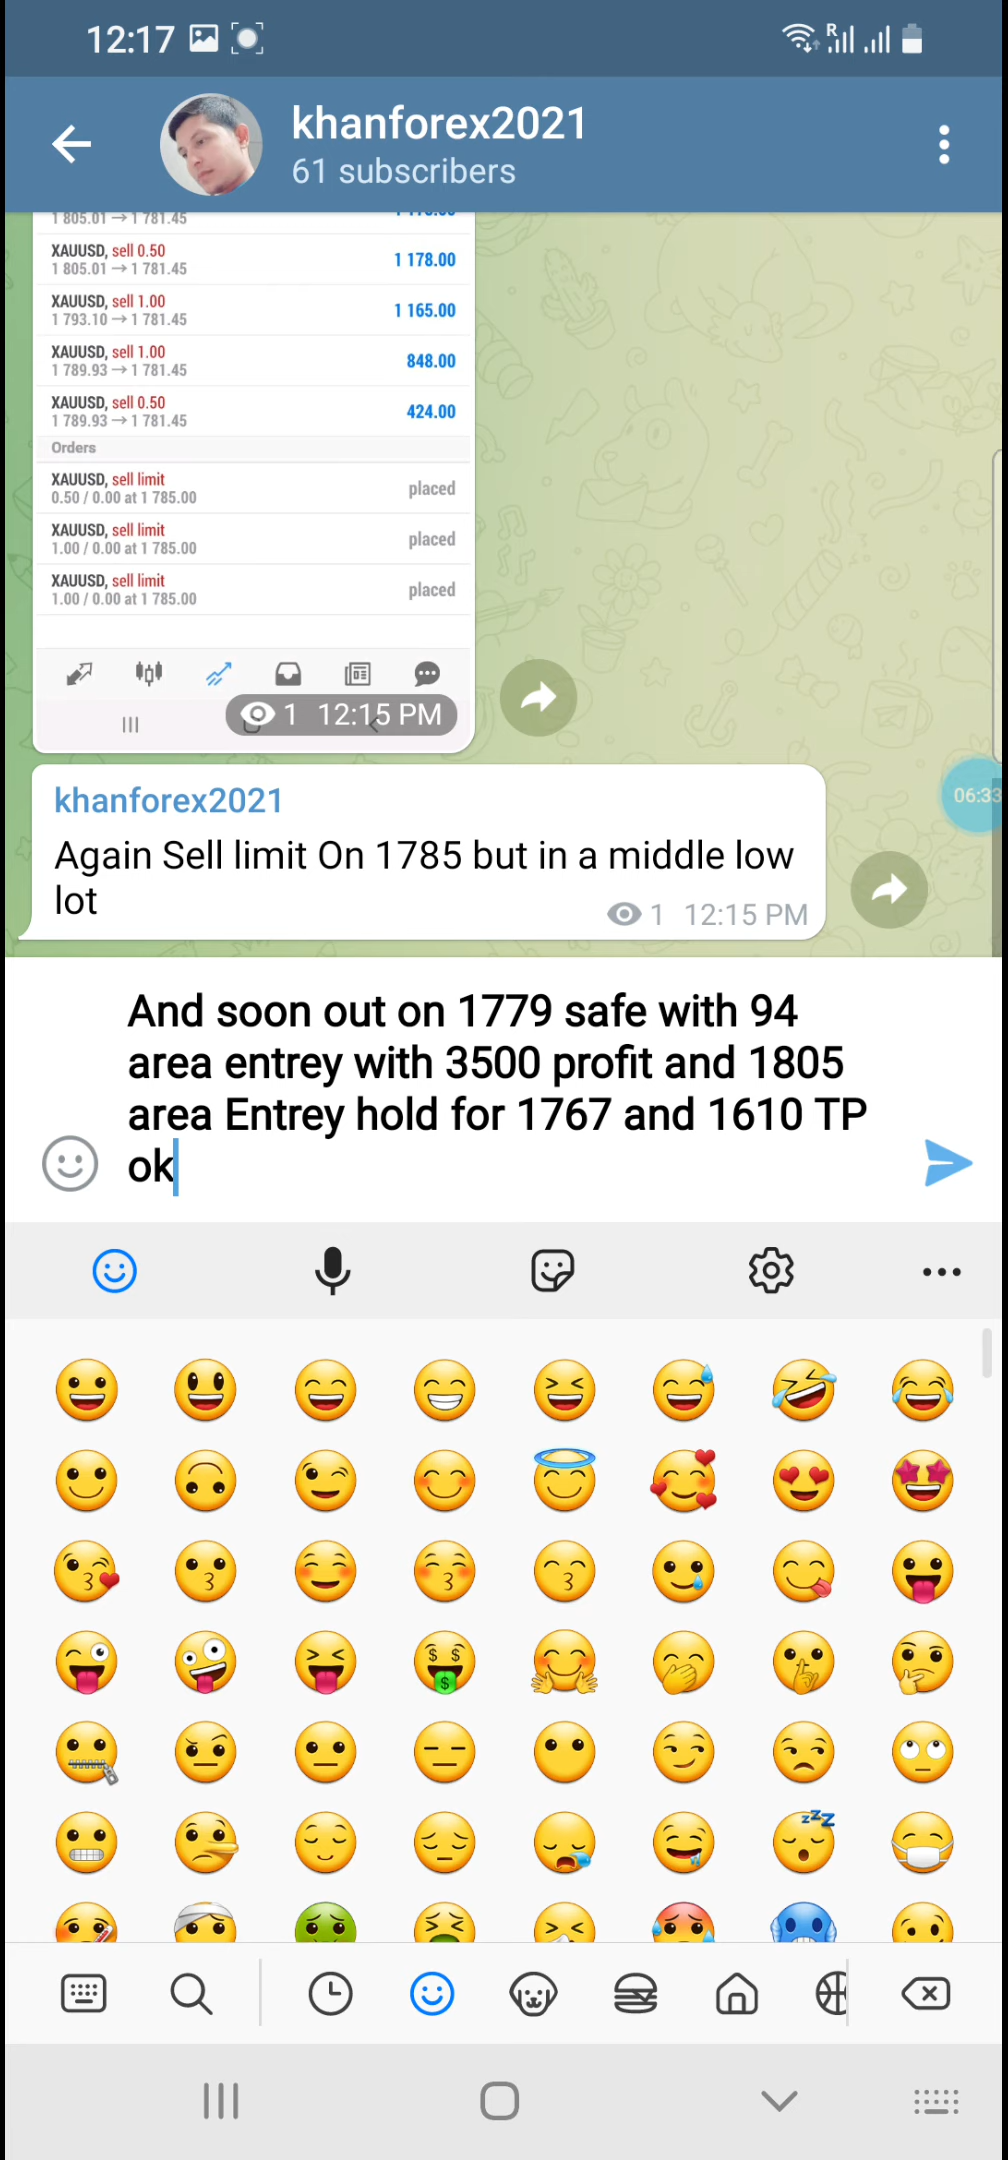 12:17
R
khanforex2021
61 subscribers
1 805.01 → 1 781.45
XAUUSD, sell 0.50
1 178.00
1 805.01 → 1 781.45
XAUUSD, sell 1.00
1 165.00
1 793.10 → 1 781.45
XAUUSD, sell 1.00
848.00
1 789.93 → 1 781.45
XAUUSD, sell 0.50
424.00
1 789.93 → 1 781.45
Orders
XAUUSD, sell limit
placed
0.50 / 0.00 at 1 785.00
XAUUSD, sell limit
placed
1.00 / 0.00 at 1 785.00
XAUUSD, sell limit
placed
1.00 / 0.00 at 1 785.00
1 12:15 PM
khanforex2021
06:33
Again Sell limit On 1785 but in a middle low
lot
1 12:15 PM
And soon out on 1779 safe with 94
area entrey with 3500 profit and 1805
area Entrey hold for 1767 and 1610 TP
ok